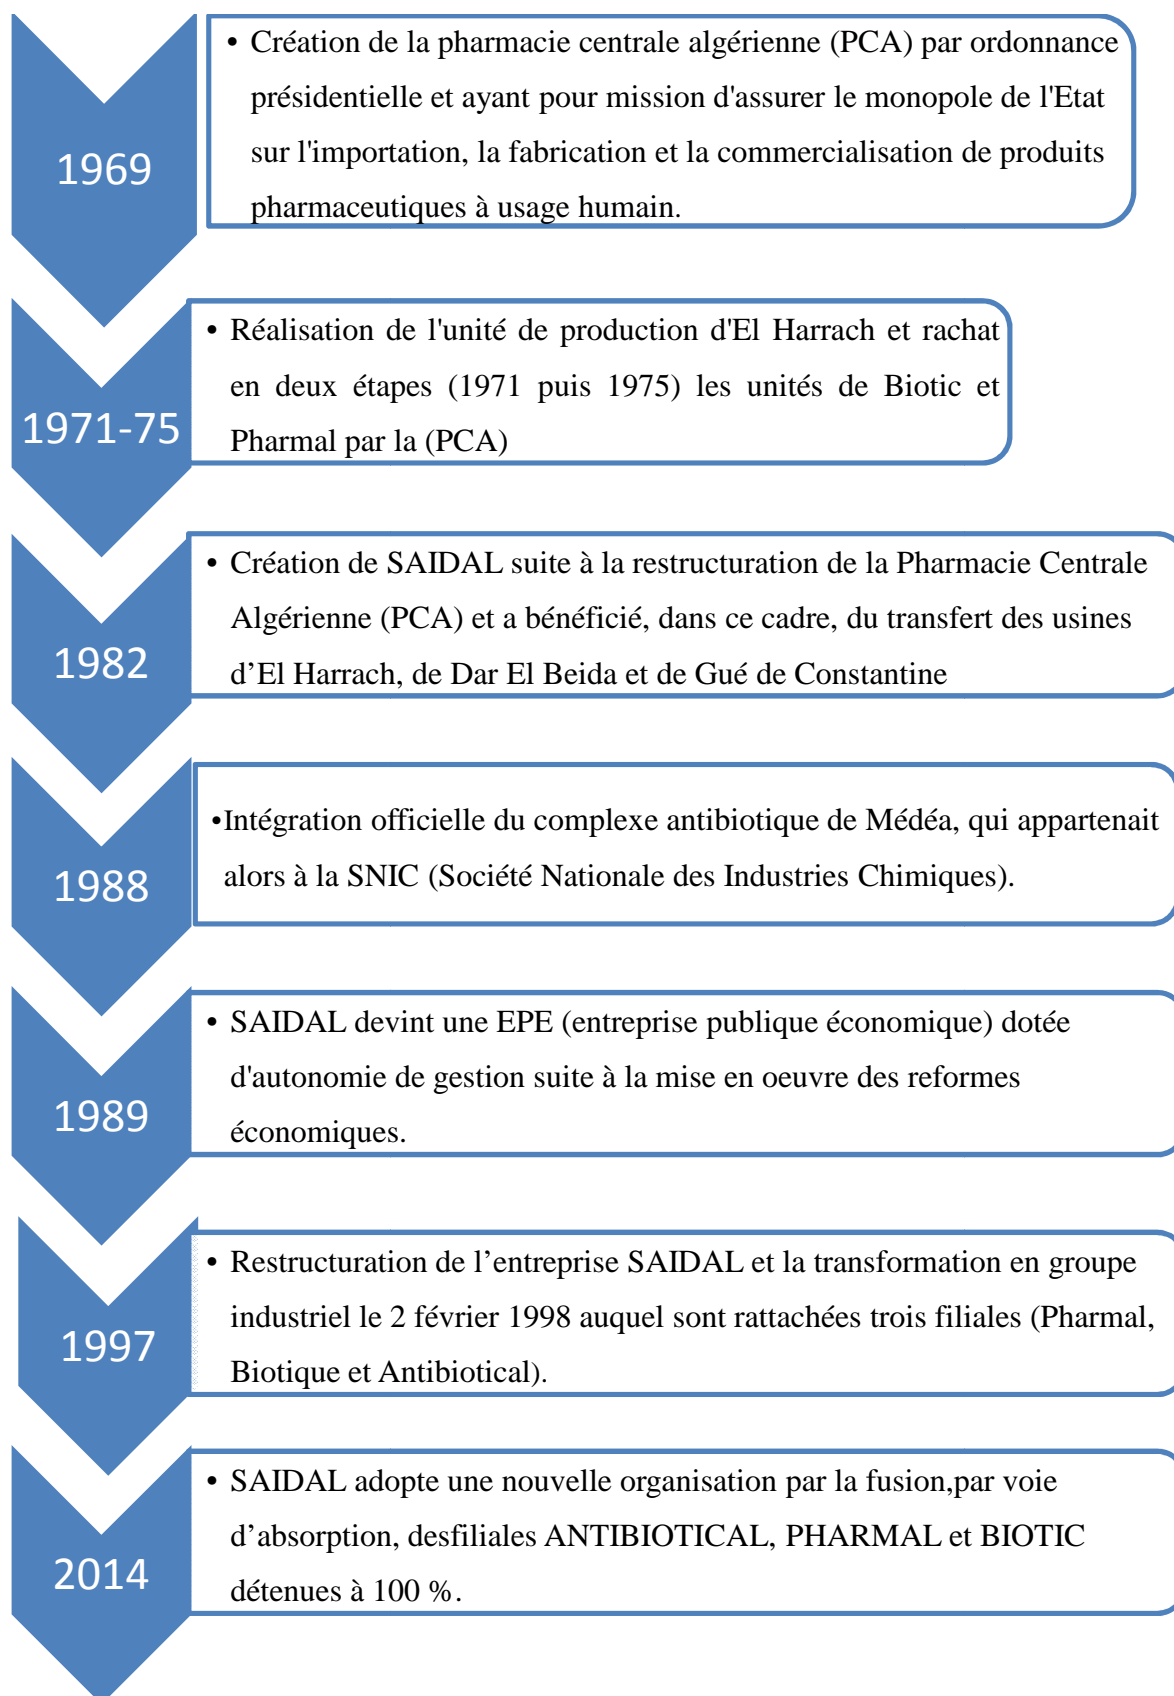 1969
• Création de la pharmacie centrale algérienne (PCA) par ordonnance
présidentielle et ayant pour mission d'assurer le monopole de l'Etat
sur l'importation, la fabrication et la commercialisation de produits
pharmaceutiques à usage humain.
1971-75
• Réalisation de l'unité de production d'El Harrach et rachat
en deux étapes (1971 puis 1975) les unités de Biotic et
Pharmal par la (PCA)
1982
• Création de SAIDAL suite à la restructuration de la Pharmacie Centrale
Algérienne (PCA) et a bénéficié, dans ce cadre, du transfert des usines
d’El Harrach, de Dar El Beida et de Gué de Constantine
1988
•Intégration officielle du complexe antibiotique de Médéa, qui appartenait
alors à la SNIC (Société Nationale des Industries Chimiques).
1989
• SAIDAL devint une EPE (entreprise publique économique) dotée
d'autonomie de gestion suite à la mise en oeuvre des reformes
économiques.
1997
• Restructuration de l’entreprise SAIDAL et la transformation en groupe
industriel le 2 février 1998 auquel sont rattachées trois filiales (Pharmal,
Biotique et Antibiotical).
2014
• SAIDAL adopte une nouvelle organisation par la fusion,par voie
d’absorption, desfiliales ANTIBIOTICAL, PHARMAL et BIOTIC
détenues à 100 %.